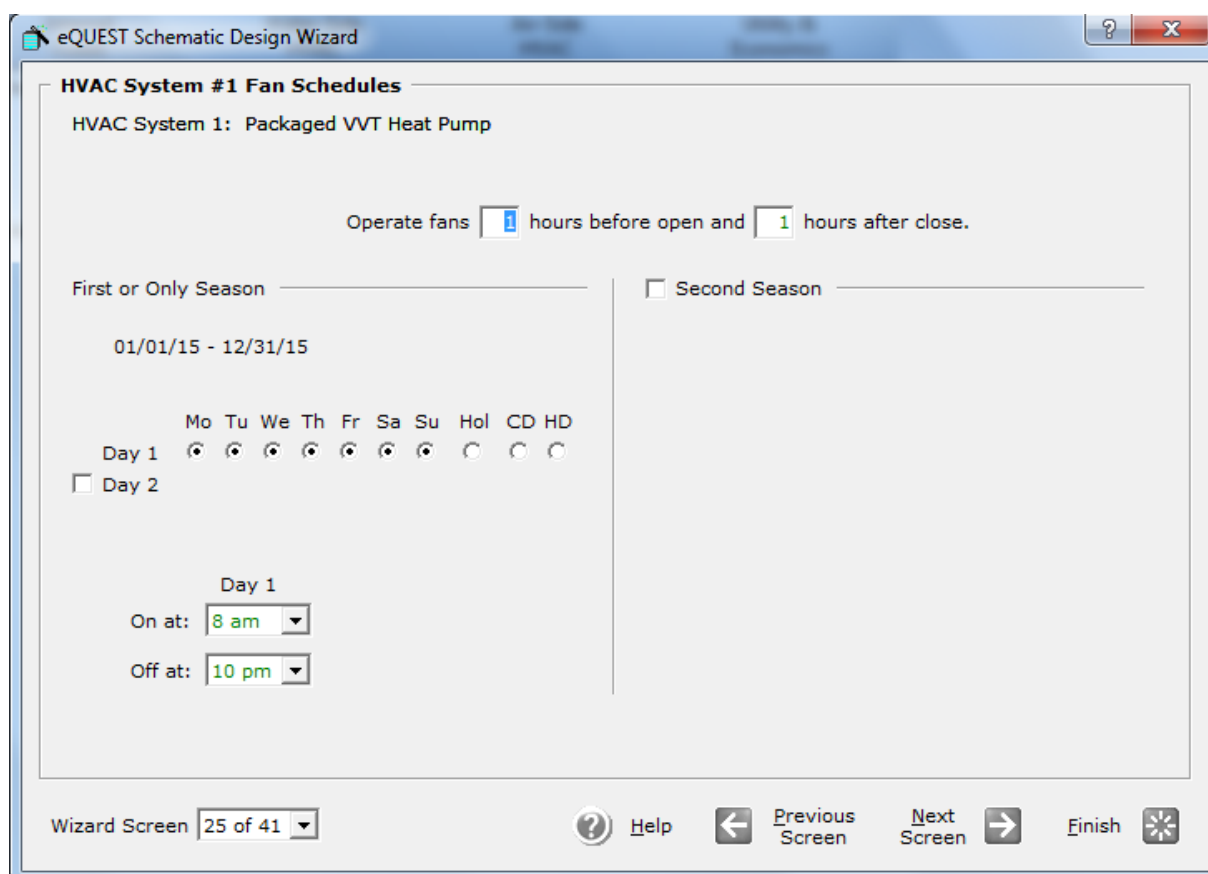 eQUEST Schematic Design Wizard
HVAC System #1 Fan Schedules
HVAC System 1: Packaged VVT Heat Pump
Operate fans 1 hours before open and 1 hours after close.
First or Only Season
Second Season
01/01/15 - 12/31/15
Mo Tu We Th Fr Sa Su Hol CD HD
Day 1
Day 2
Day 1
On at: 8 am
Off at: 10 pm
Wizard Screen 25 of 41
Help
Previous Screen
Next Screen
Finish